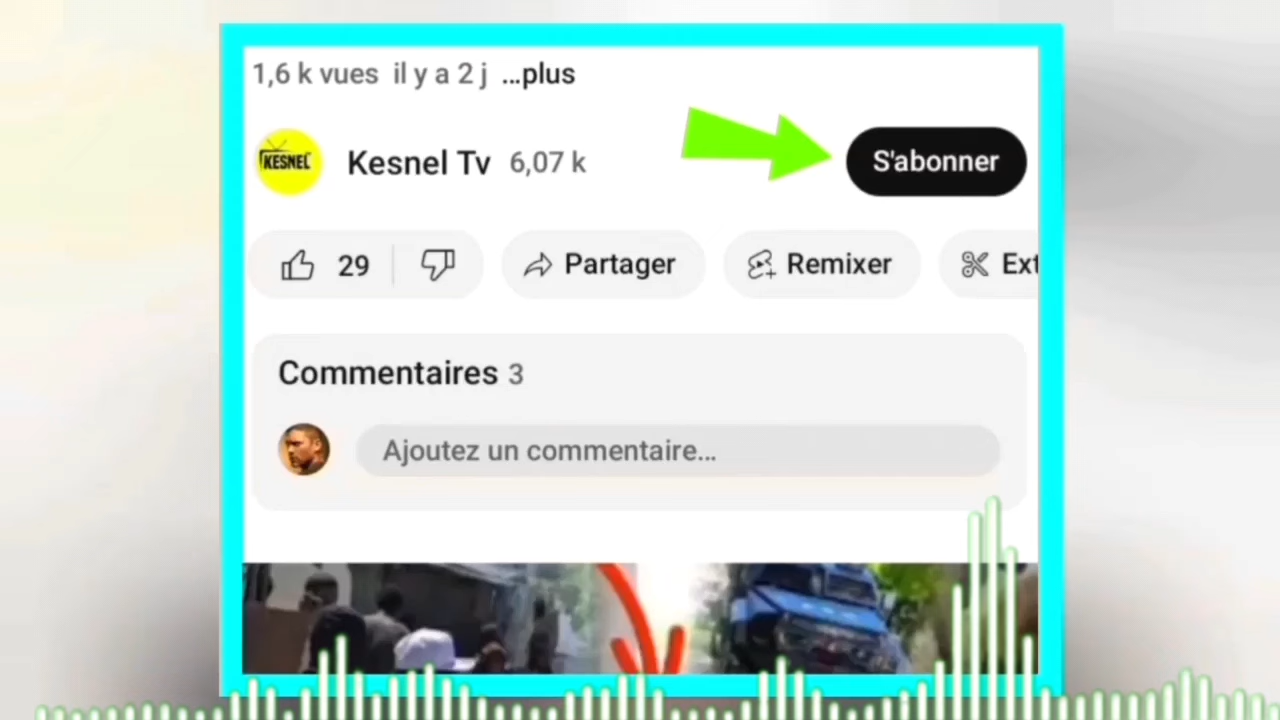 1,6 k vues il y a 2 j ...plus
KESNEL
Kesnel Tv 6,07 k
S'abonner
29
Partager
Remixer
Ext
Commentaires 3
Ajoutez un commentaire...